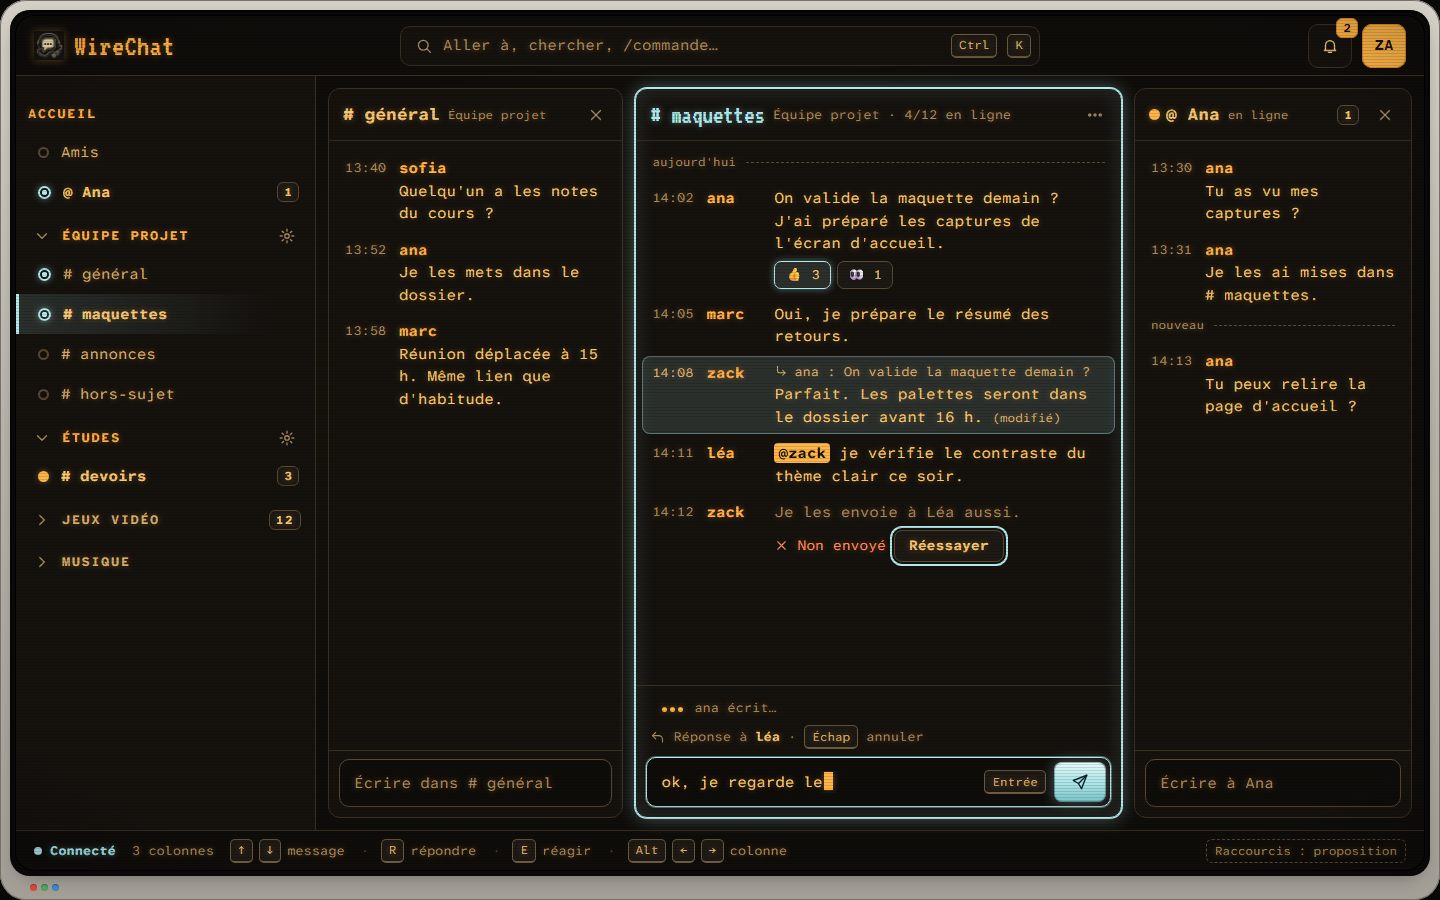 WireChat
Aller à, chercher, /commande…
Ctrl K
2
ZA
ACCUEIL
Amis
@ Ana 1
ÉQUIPE PROJET
# général
# maquettes
# annonces
# hors-sujet
ÉTUDES
# devoirs 3
JEUX VIDÉO 12
MUSIQUE
# général Équipe projet
13:40 sofia
Quelqu'un a les notes
du cours ?
13:52 ana
Je les mets dans le
dossier.
13:58 marc
Réunion déplacée à 15
h. Même lien que
d'habitude.
Écrire dans # général
# maquettes Équipe projet · 4/12 en ligne
aujourd'hui
14:02 ana On valide la maquette demain ?
J'ai préparé les captures de
l'écran d'accueil.
👍 3 👀 1
14:05 marc Oui, je prépare le résumé des
retours.
14:08 zack ↳ ana : On valide la maquette demain ?
Parfait. Les palettes seront dans
le dossier avant 16 h. (modifié)
14:11 léa @zack je vérifie le contraste du
thème clair ce soir.
14:12 zack Je les envoie à Léa aussi.
× Non envoyé Réessayer
ana écrit…
Réponse à léa · Échap annuler
ok, je regarde le Entrée
@ Ana en ligne 1
13:30 ana
Tu as vu mes
captures ?
13:31 ana
Je les ai mises dans
# maquettes.
nouveau
14:13 ana
Tu peux relire la
page d'accueil ?
Écrire à Ana
Connecté 3 colonnes ↑ ↓ message · R répondre · E réagir · Alt ← → colonne
Raccourcis : proposition